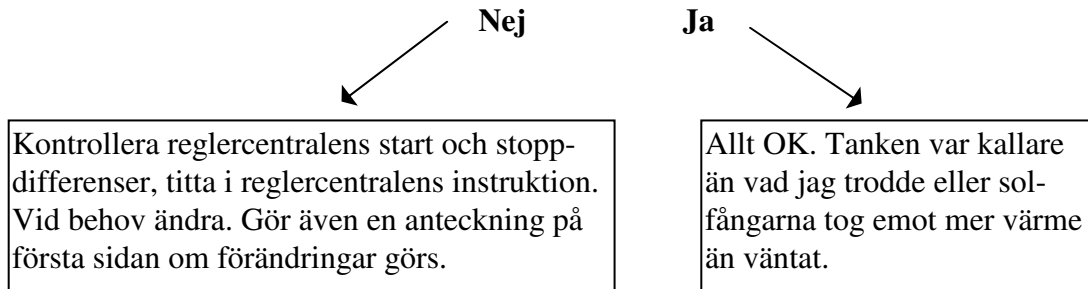 Nej
Ja
Kontrollera reglercentralens start och stopp-
differenser, titta i reglercentralens instruktion.
Vid behov ändra. Gör även en anteckning på
första sidan om förändringar görs.
Allt OK. Tanken var kallare
än vad jag trodde eller sol-
fångarna tog emot mer värme
än väntat.